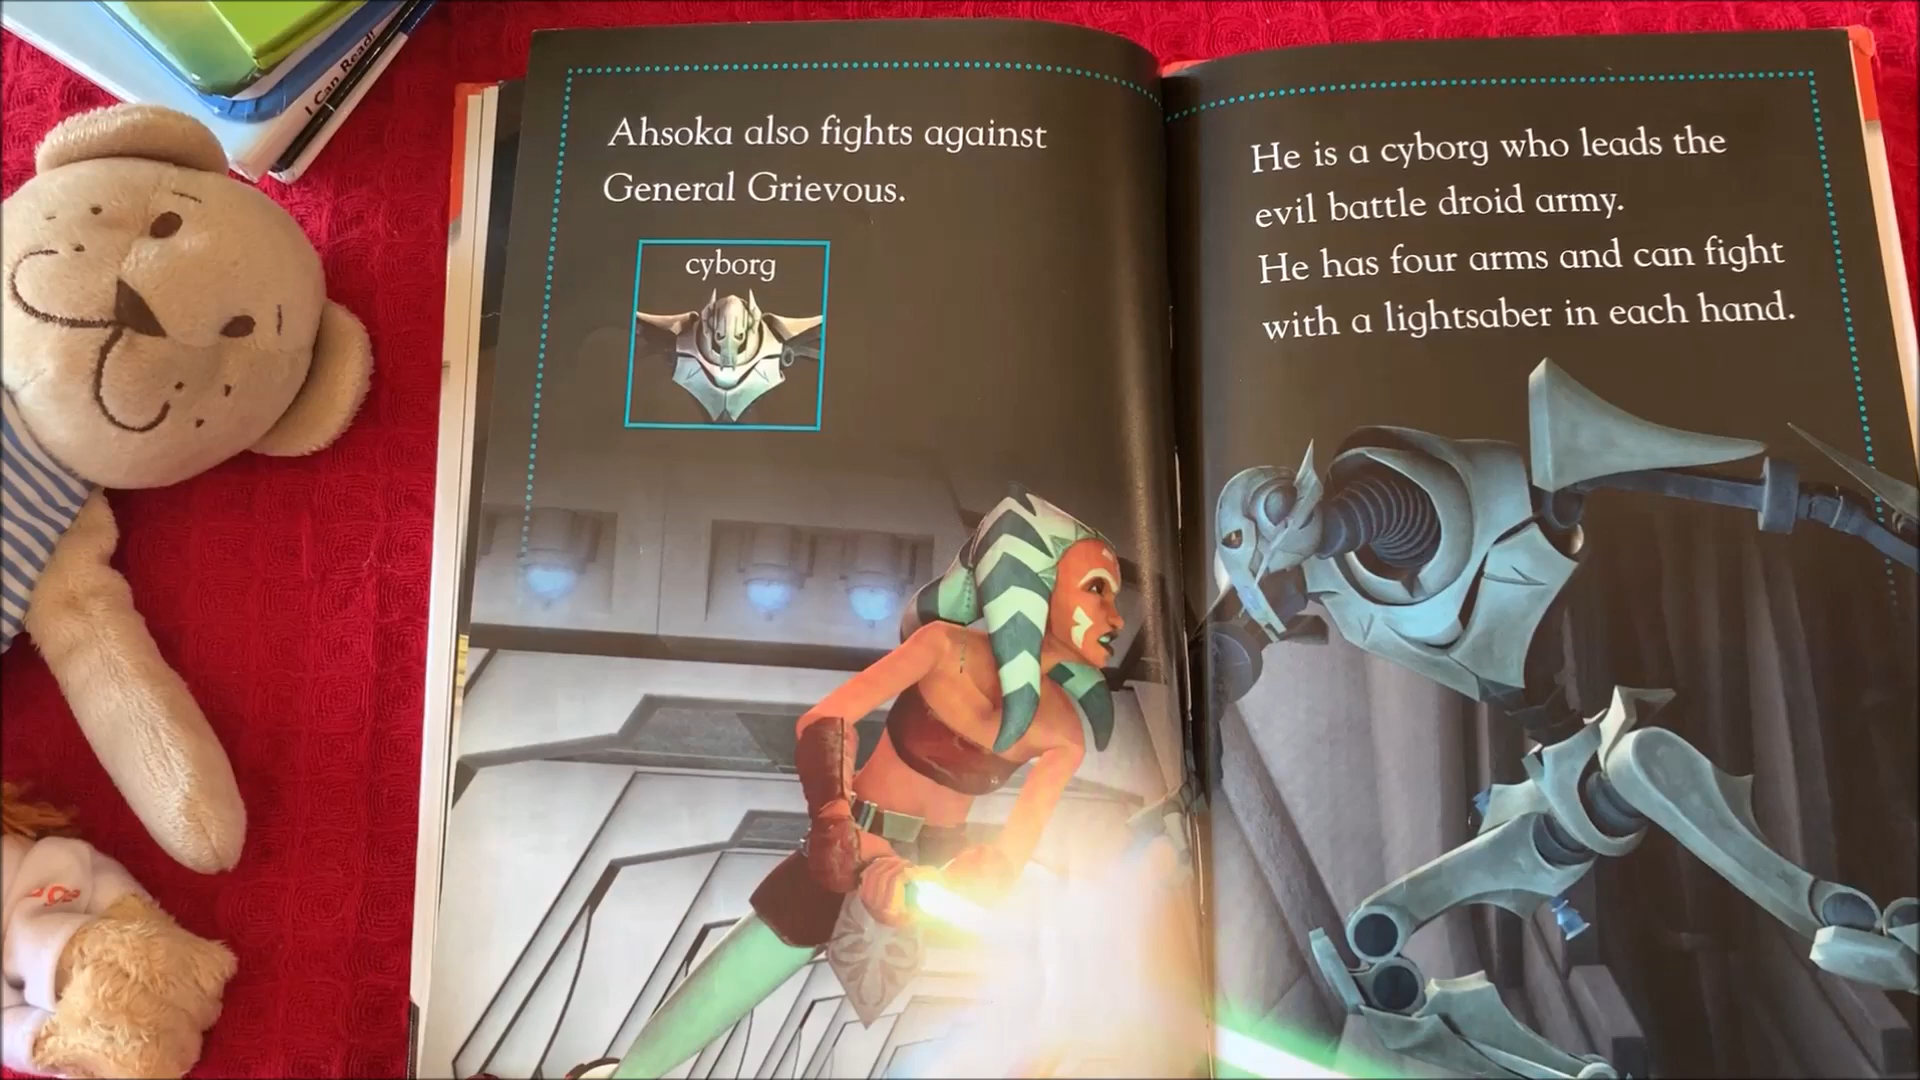 I Can Read!
Ahsoka also fights against
General Grievous.
cyborg
He is a cyborg who leads the
evil battle droid army.
He has four arms and can fight
with a lightsaber in each hand.